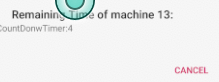 Remaining Time of machine 13:
CountDonwTimer:4
CANCEL